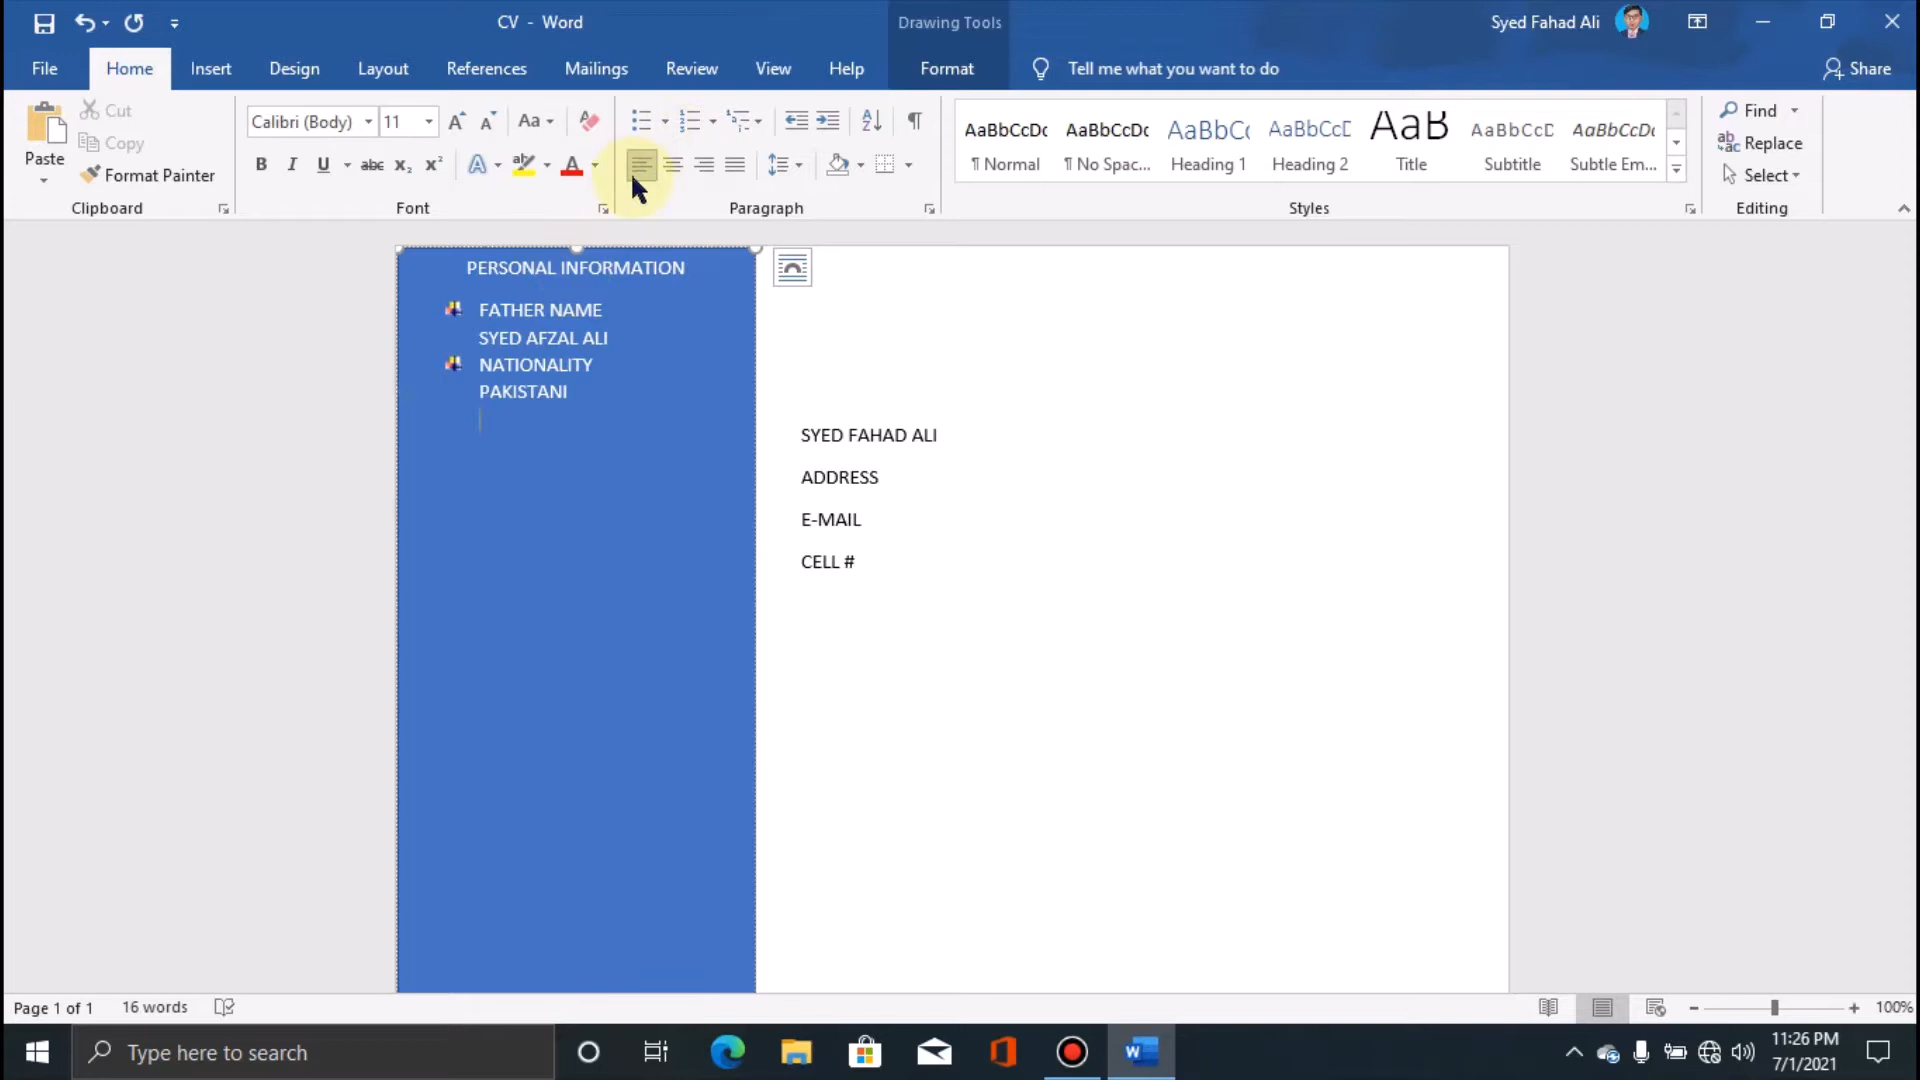 CV - Word
Drawing Tools
Syed Fahad Ali
File Home Insert Design Layout References Mailings Review View Help Format Tell me what you want to do Share
Paste
Cut
Copy
Format Painter
Clipboard
Calibri (Body) 11
Font
Paragraph
AaBbCcDc AaBbCcDc AaBbCc AaBbCcD AaB AaBbCcD AaBbCcDc
¶ Normal ¶ No Spac... Heading 1 Heading 2 Title Subtitle Subtle Em...
Styles
Find
Replace
Select
Editing
PERSONAL INFORMATION
FATHER NAME
SYED AFZAL ALI
NATIONALITY
PAKISTANI
SYED FAHAD ALI
ADDRESS
E-MAIL
CELL #
Page 1 of 1 16 words 100%
Type here to search
11:26 PM
7/1/2021